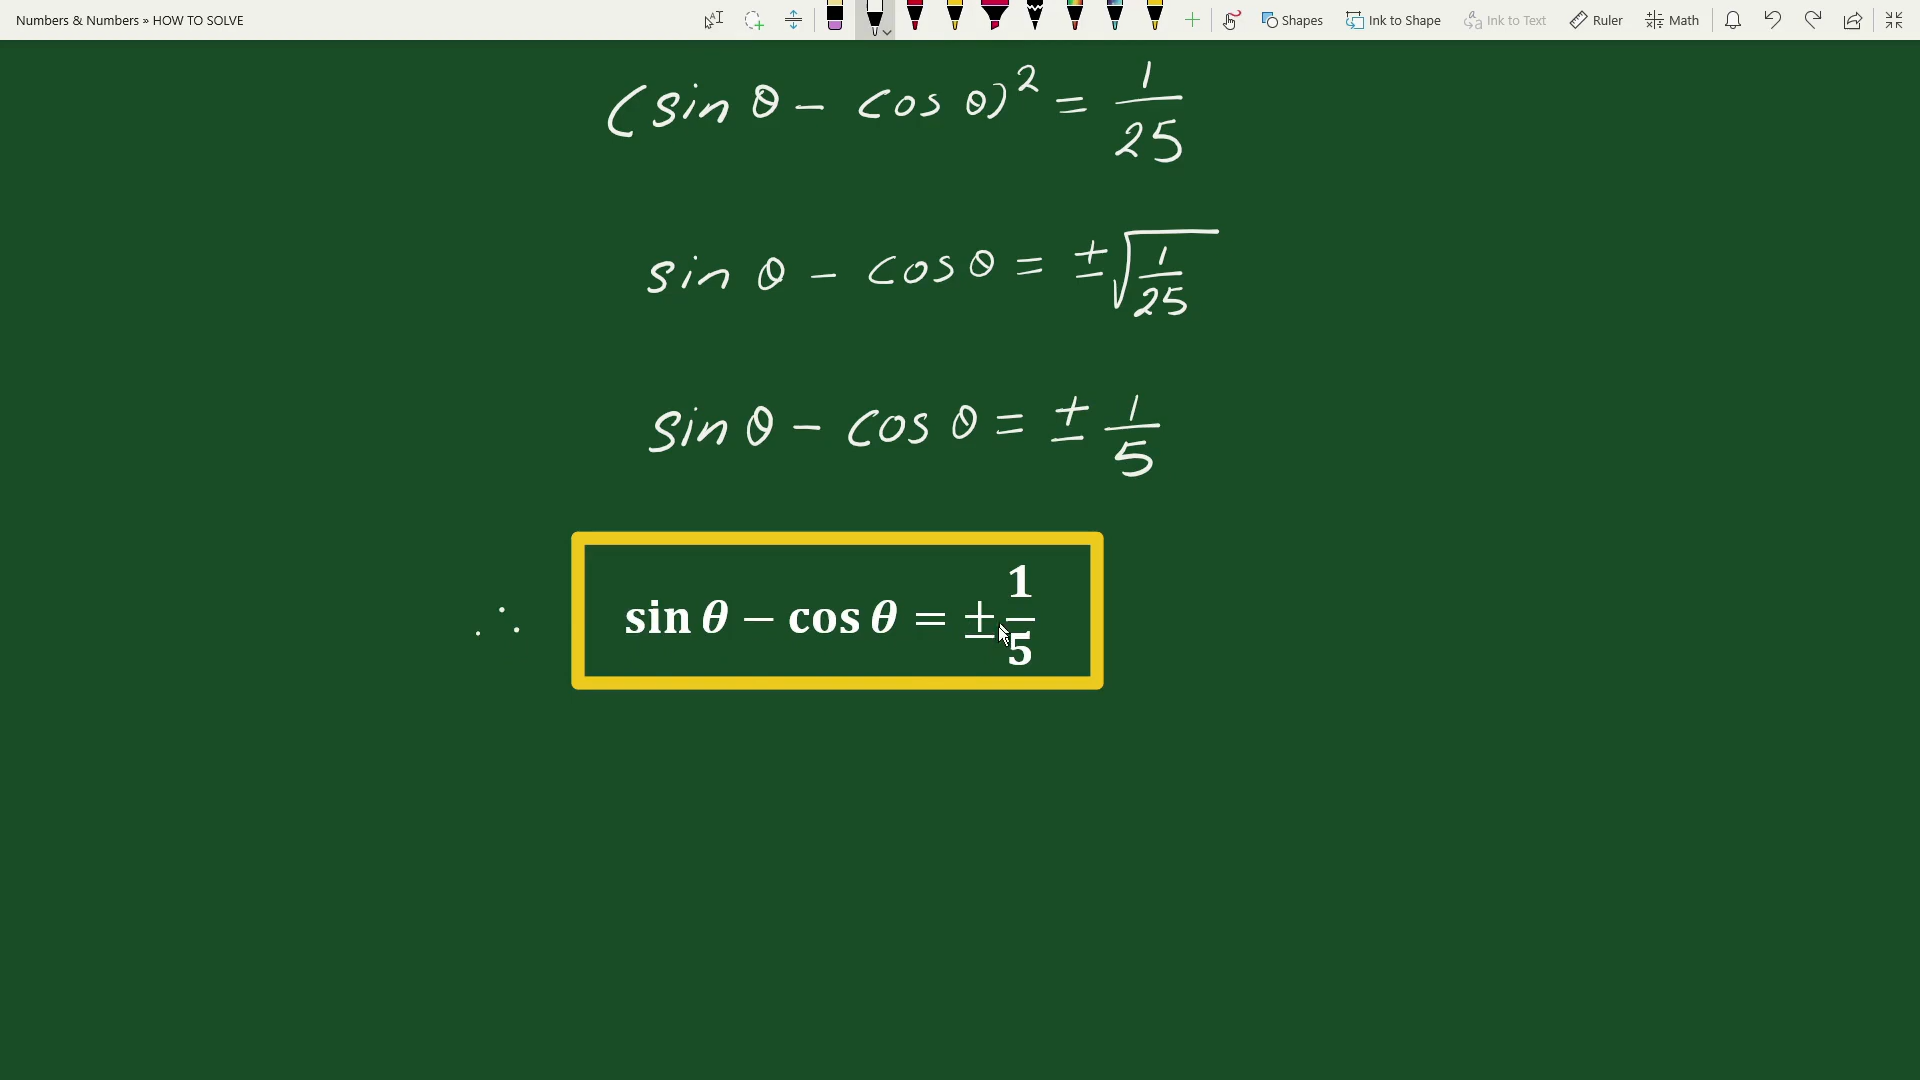 Numbers & Numbers » HOW TO SOLVE
Shapes Ink to Shape Ink to Text Ruler Math
(sin θ - cos θ)² = 1/25
sin θ - cos θ = ±√(1/25)
sin θ - cos θ = ± 1/5
∴ sin θ − cos θ = ± 1/5